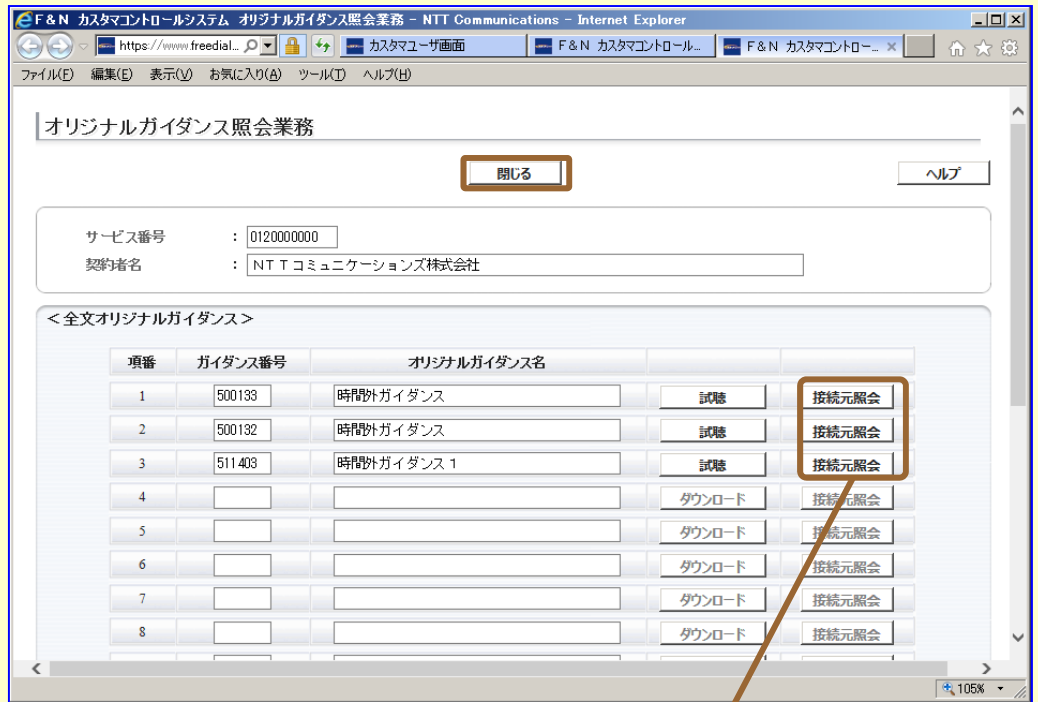 F&N カスタマコントロールシステム オリジナルガイダンス照会業務 - NTT Communications - Internet Explorer
https://www.freedial... カスタマユーザ画面 F&N カスタマコントロール... F&N カスタマコントロー...
ファイル(F) 編集(E) 表示(V) お気に入り(A) ツール(T) ヘルプ(H)
オリジナルガイダンス照会業務
閉じる ヘルプ
サービス番号 : 0120000000
契約者名 : NTTコミュニケーションズ株式会社
<全文オリジナルガイダンス>
項番 ガイダンス番号 オリジナルガイダンス名
1 500133 時間外ガイダンス 試聴 接続元照会
2 500132 時間外ガイダンス 試聴 接続元照会
3 511403 時間外ガイダンス1 試聴 接続元照会
4 ダウンロード 接続元照会
5 ダウンロード 接続元照会
6 ダウンロード 接続元照会
7 ダウンロード 接続元照会
8 ダウンロード 接続元照会
105%